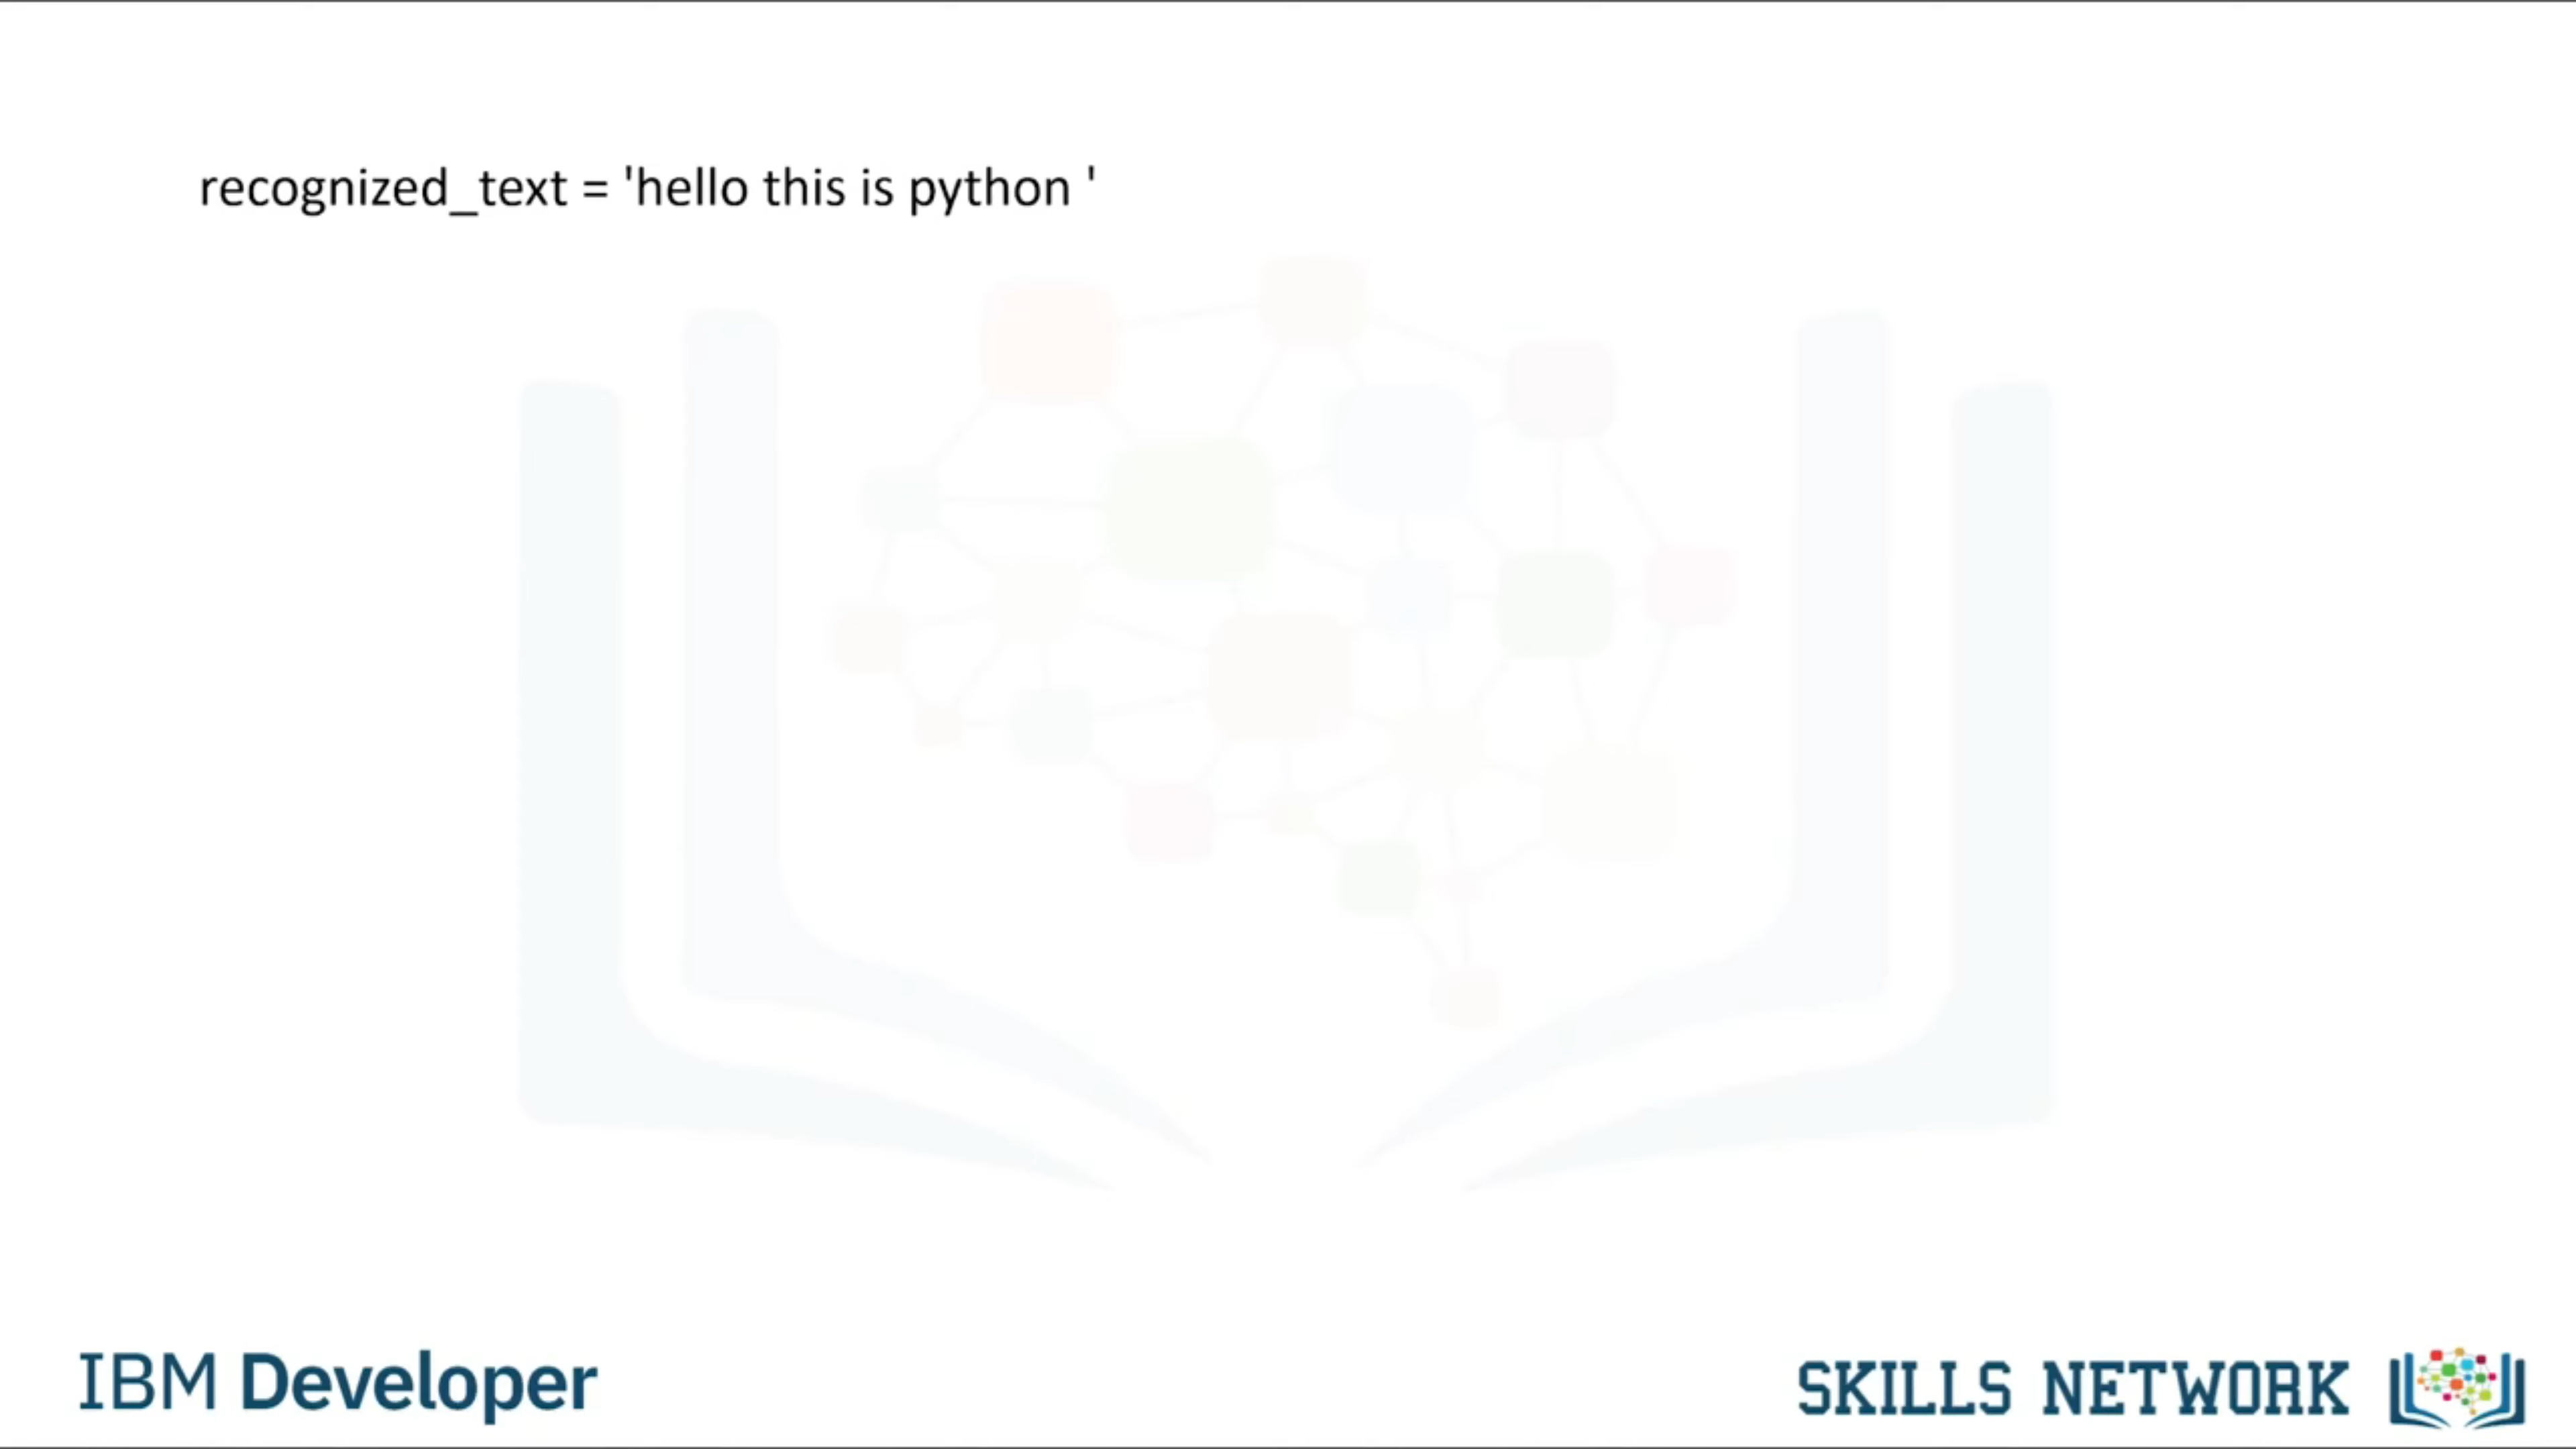 recognized_text = 'hello this is python '
IBM Developer
SKILLS NETWORK